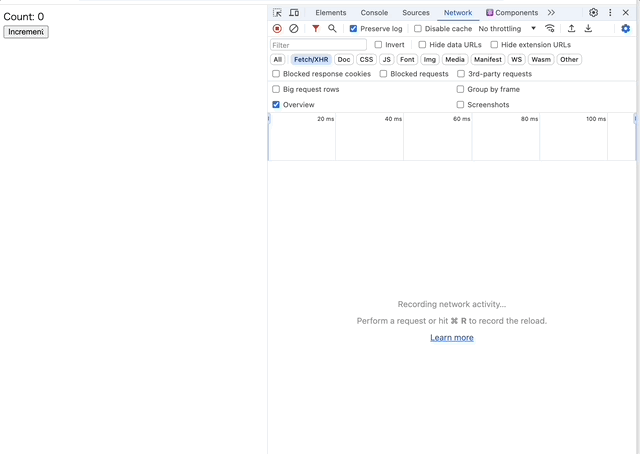 Count: 0
Increment
Elements Console Sources Network Components
Preserve log Disable cache No throttling
Filter Invert Hide data URLs Hide extension URLs
All Fetch/XHR Doc CSS JS Font Img Media Manifest WS Wasm Other
Blocked response cookies Blocked requests 3rd-party requests
Big request rows Group by frame
Overview Screenshots
20 ms 40 ms 60 ms 80 ms 100 ms
Recording network activity...
Perform a request or hit ⌘ R to record the reload.
Learn more